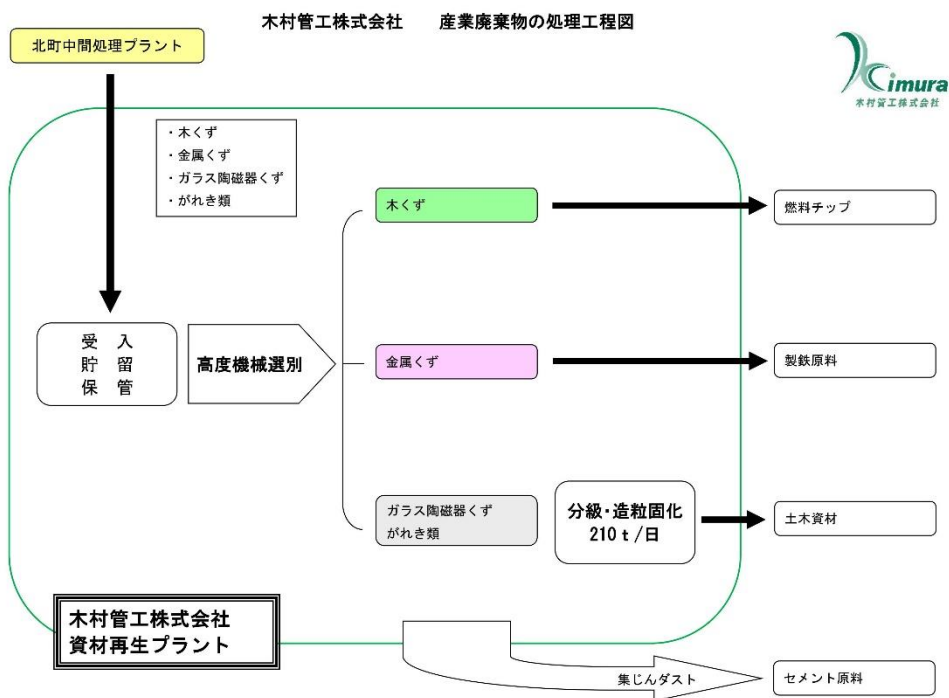 木村管工株式会社　　産業廃棄物の処理工程図
北町中間処理プラント
Kimura
木村管工株式会社
・木くず
・金属くず
・ガラス陶磁器くず
・がれき類
木くず
燃料チップ
受　入
貯　留
保　管
高度機械選別
金属くず
製鉄原料
ガラス陶磁器くず
がれき類
分級・造粒固化
210ｔ/日
土木資材
木村管工株式会社
資材再生プラント
集じんダスト
セメント原料